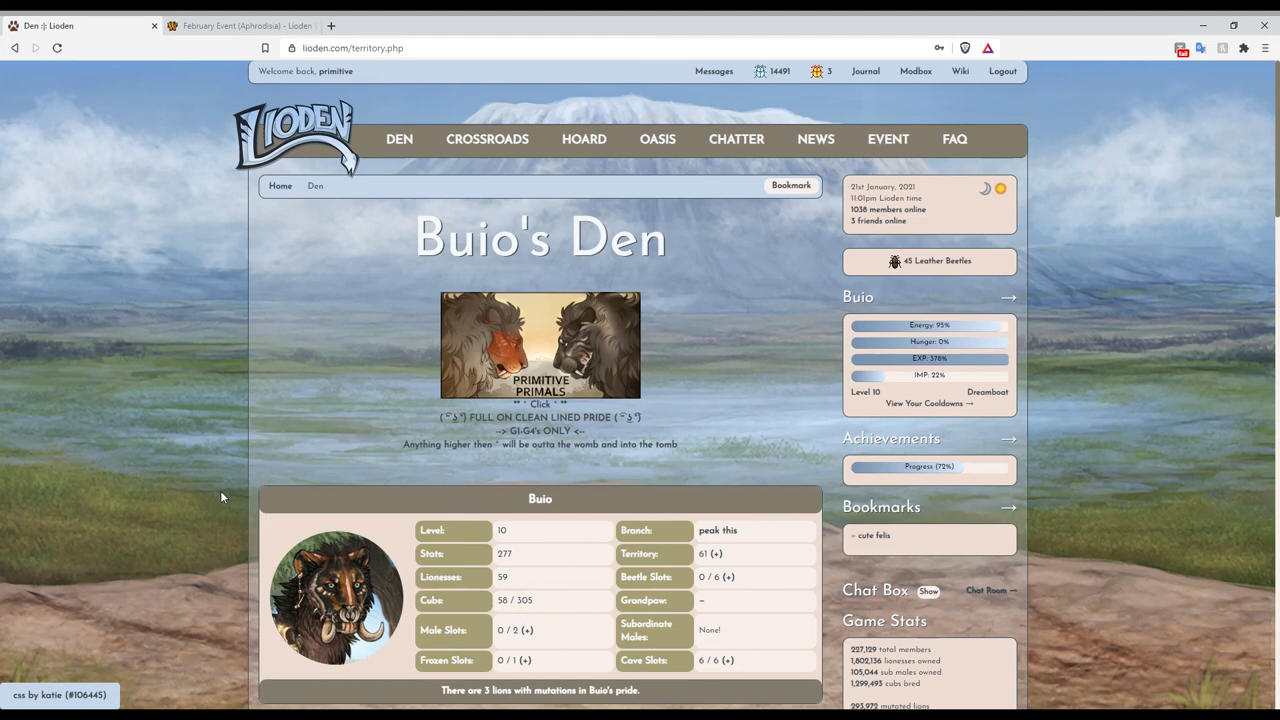 Den :|: Lioden
February Event (Aphrodisia) - Lioden
lioden.com/territory.php
Welcome back, primitive
Messages 14491 3 Journal Modbox Wiki Logout
LIODEN
DEN CROSSROADS HOARD OASIS CHATTER NEWS EVENT FAQ
Home Den Bookmark
Buio's Den
PRIMITIVE
PRIMALS
Click
FULL ON CLEAN LINED PRIDE
--> G1-G4's ONLY <--
Anything higher then ^ will be outta the womb and into the tomb
Buio
Level: 10 Branch: peak this
Stats: 277 Territory: 61 (+)
Lionesses: 59 Beetle Slots: 0 / 6 (+)
Cubs: 58 / 305 Grandpaw: –
Male Slots: 0 / 2 (+) Subordinate Males: None!
Frozen Slots: 0 / 1 (+) Cave Slots: 6 / 6 (+)
There are 3 lions with mutations in Buio's pride.
21st January, 2021
11:01pm Lioden time
1038 members online
3 friends online
45 Leather Beetles
Buio →
Energy: 95%
Hunger: 0%
EXP: 378%
IMP: 22%
Level 10 Dreamboat
View Your Cooldowns →
Achievements →
Progress (72%)
Bookmarks →
» cute felis
Chat Box Show Chat Room →
Game Stats
227,129 total members
1,802,136 lionesses owned
105,044 sub males owned
1,299,493 cubs bred
293,972 mutated lions
css by katie (#106445)